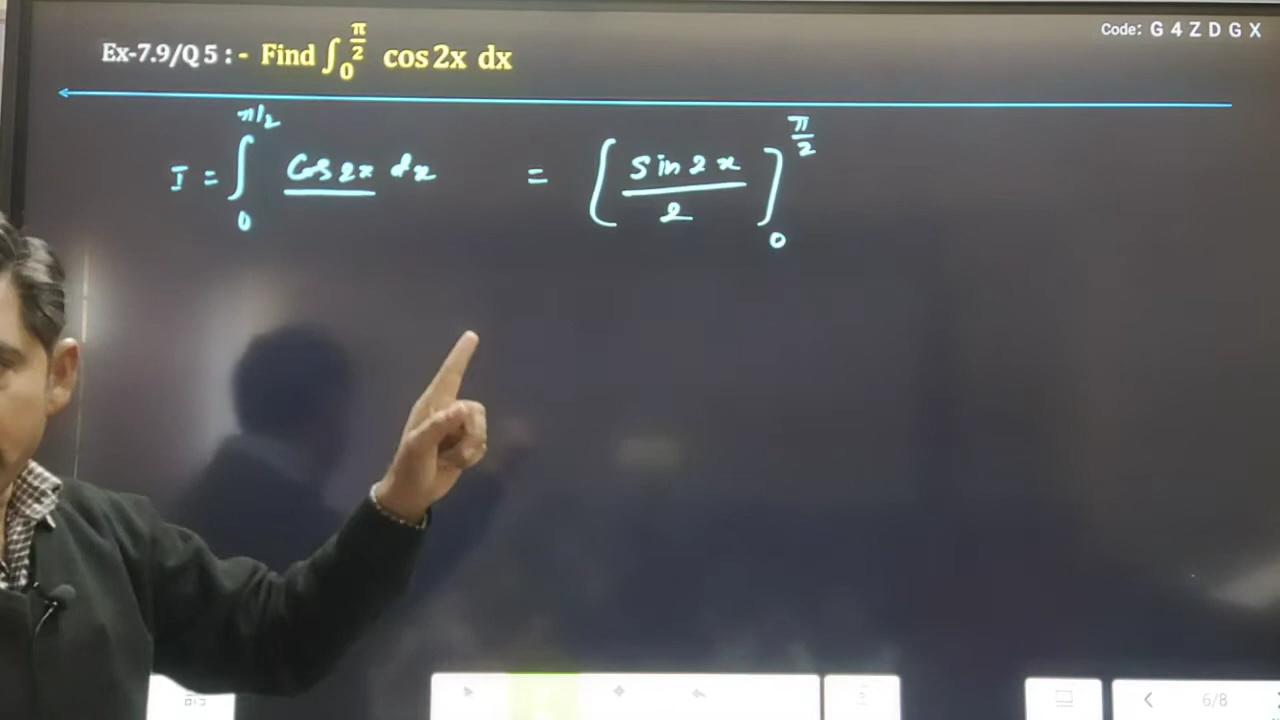 Code: G 4 Z D G X
Ex-7.9/Q 5 : - Find ∫₀^(π/2) cos 2x dx
I = ∫₀^(π/2) Cos 2x dx = [sin 2x / 2]₀^(π/2)
6/8